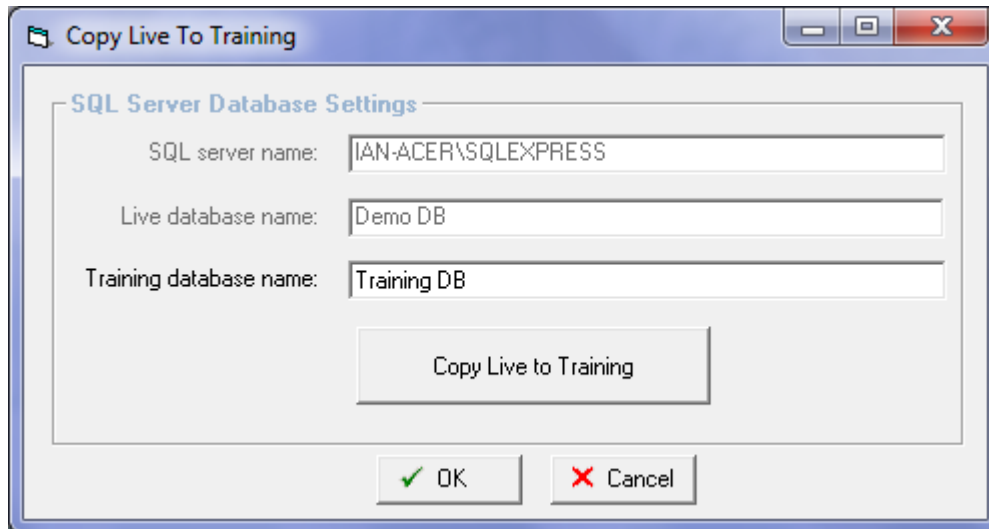 Copy Live To Training
SQL Server Database Settings
SQL server name: IAN-ACER\SQLEXPRESS
Live database name: Demo DB
Training database name: Training DB
Copy Live to Training
OK Cancel